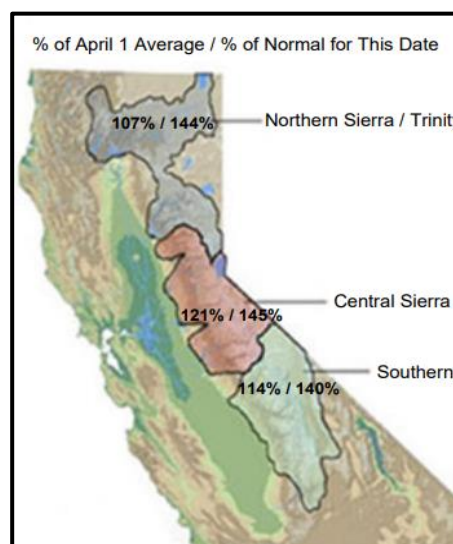 % of April 1 Average / % of Normal for This Date
107% / 144%
Northern Sierra / Trinit
121% / 145%
Central Sierra
Southern
114% / 140%